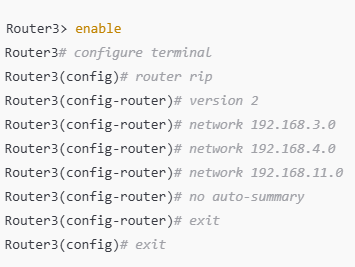 Router3> enable
Router3# configure terminal
Router3(config)# router rip
Router3(config-router)# version 2
Router3(config-router)# network 192.168.3.0
Router3(config-router)# network 192.168.4.0
Router3(config-router)# network 192.168.11.0
Router3(config-router)# no auto-summary
Router3(config-router)# exit
Router3(config)# exit